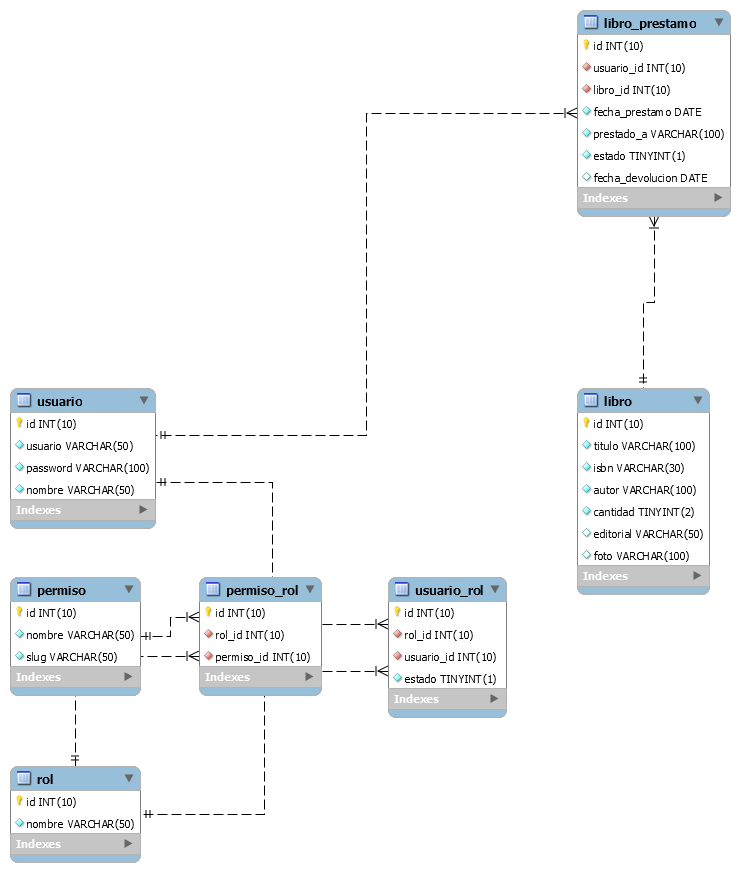 libro_prestamo
id INT(10)
usuario_id INT(10)
libro_id INT(10)
fecha_prestamo DATE
prestado_a VARCHAR(100)
estado TINYINT(1)
fecha_devolucion DATE
Indexes
usuario
id INT(10)
usuario VARCHAR(50)
password VARCHAR(100)
nombre VARCHAR(50)
Indexes
libro
id INT(10)
titulo VARCHAR(100)
isbn VARCHAR(30)
autor VARCHAR(100)
cantidad TINYINT(2)
editorial VARCHAR(50)
foto VARCHAR(100)
Indexes
permiso
id INT(10)
nombre VARCHAR(50)
slug VARCHAR(50)
Indexes
permiso_rol
id INT(10)
rol_id INT(10)
permiso_id INT(10)
Indexes
usuario_rol
id INT(10)
rol_id INT(10)
usuario_id INT(10)
estado TINYINT(1)
Indexes
rol
id INT(10)
nombre VARCHAR(50)
Indexes